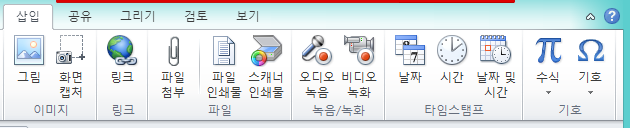 삽입 공유 그리기 검토 보기
그림 화면 캡처 링크 파일 첨부 파일 인쇄물 스캐너 인쇄물 오디오 녹음 비디오 녹화 날짜 시간 날짜 및 시간 수식 기호
이미지 링크 파일 녹음/녹화 타임스탬프 기호